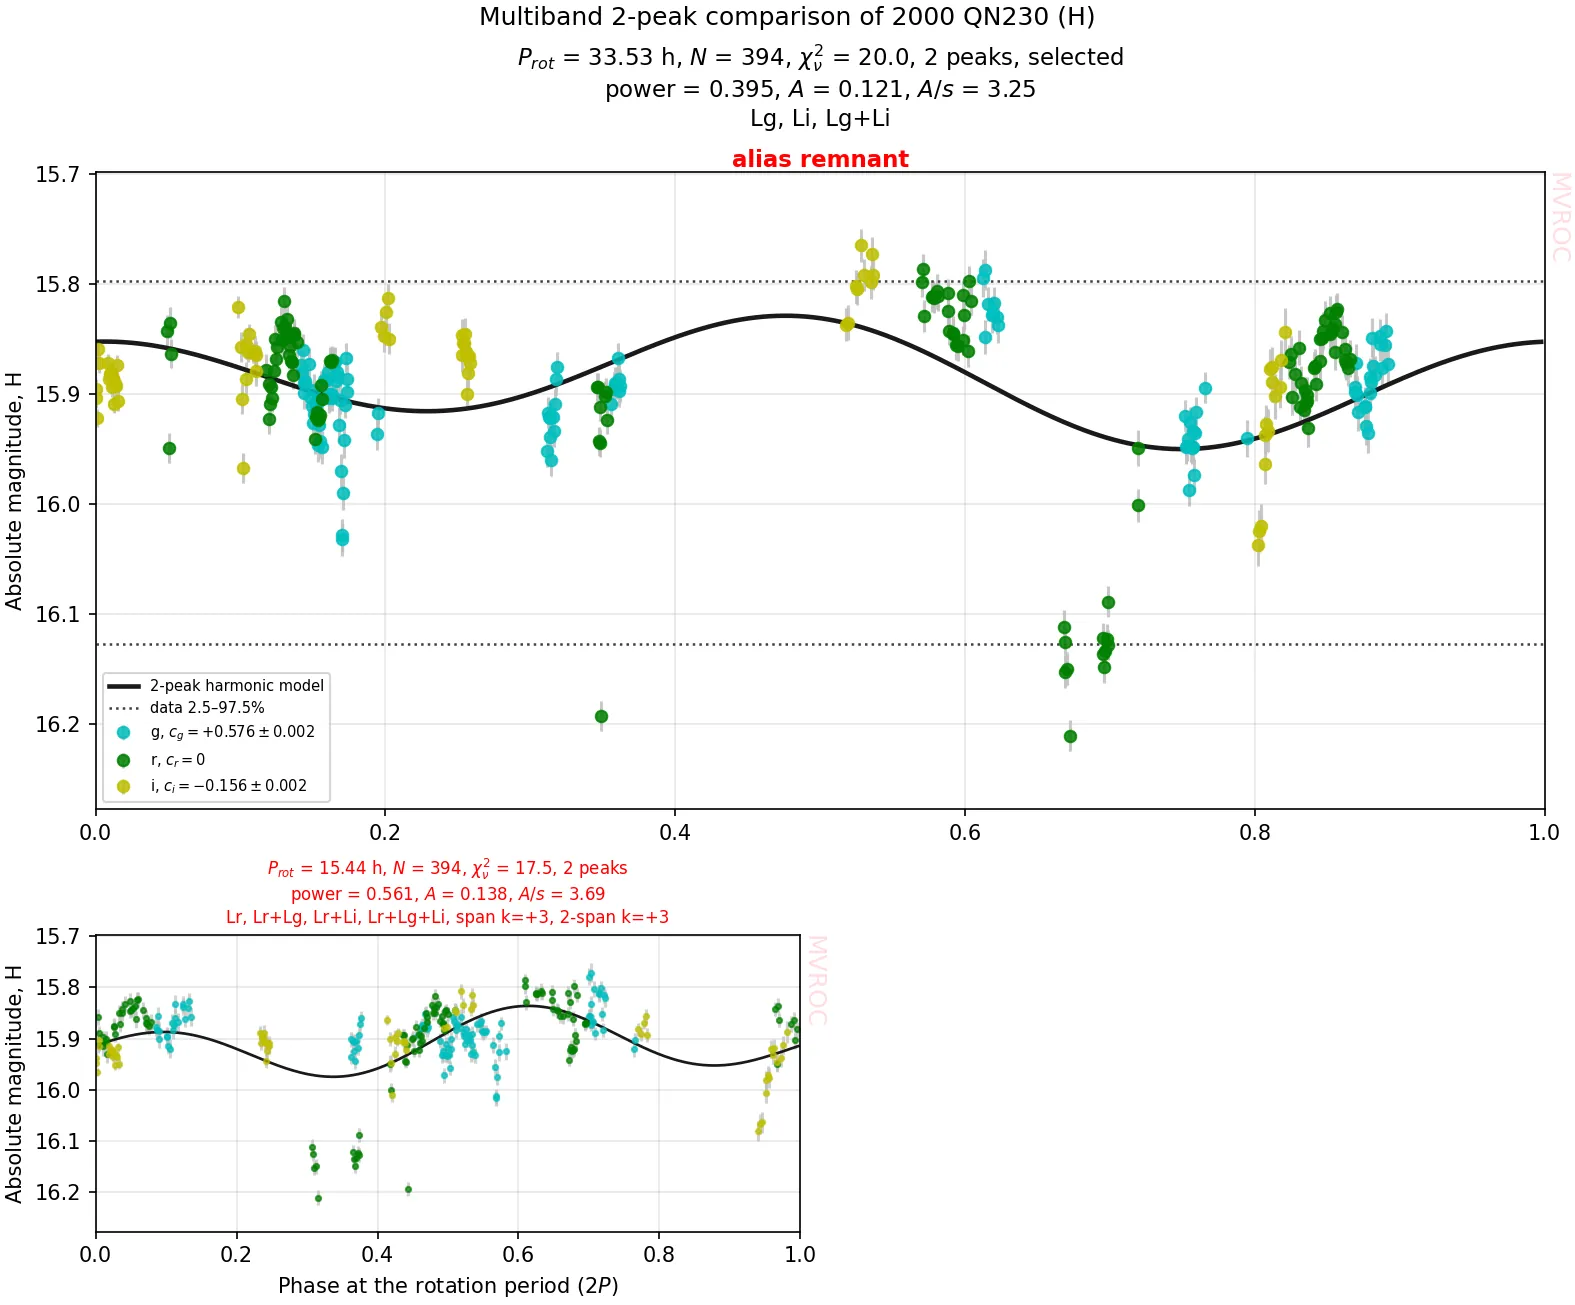 Multiband 2-peak comparison of 2000 QN230 (H)
P_rot = 33.53 h, N = 394, χ²_ν = 20.0, 2 peaks, selected
power = 0.395, A = 0.121, A/s = 3.25
Lg, Li, Lg+Li
alias remnant
MVROC
Absolute magnitude, H
15.7
15.8
15.9
16.0
16.1
16.2
2-peak harmonic model
data 2.5–97.5%
g, c_g = +0.576 ± 0.002
r, c_r = 0
i, c_i = −0.156 ± 0.002
0.0 0.2 0.4 0.6 0.8 1.0
P_rot = 15.44 h, N = 394, χ²_ν = 17.5, 2 peaks
power = 0.561, A = 0.138, A/s = 3.69
Lr, Lr+Lg, Lr+Li, Lr+Lg+Li, span k=+3, 2-span k=+3
MVROC
Absolute magnitude, H
15.7
15.8
15.9
16.0
16.1
16.2
0.0 0.2 0.4 0.6 0.8 1.0
Phase at the rotation period (2P)